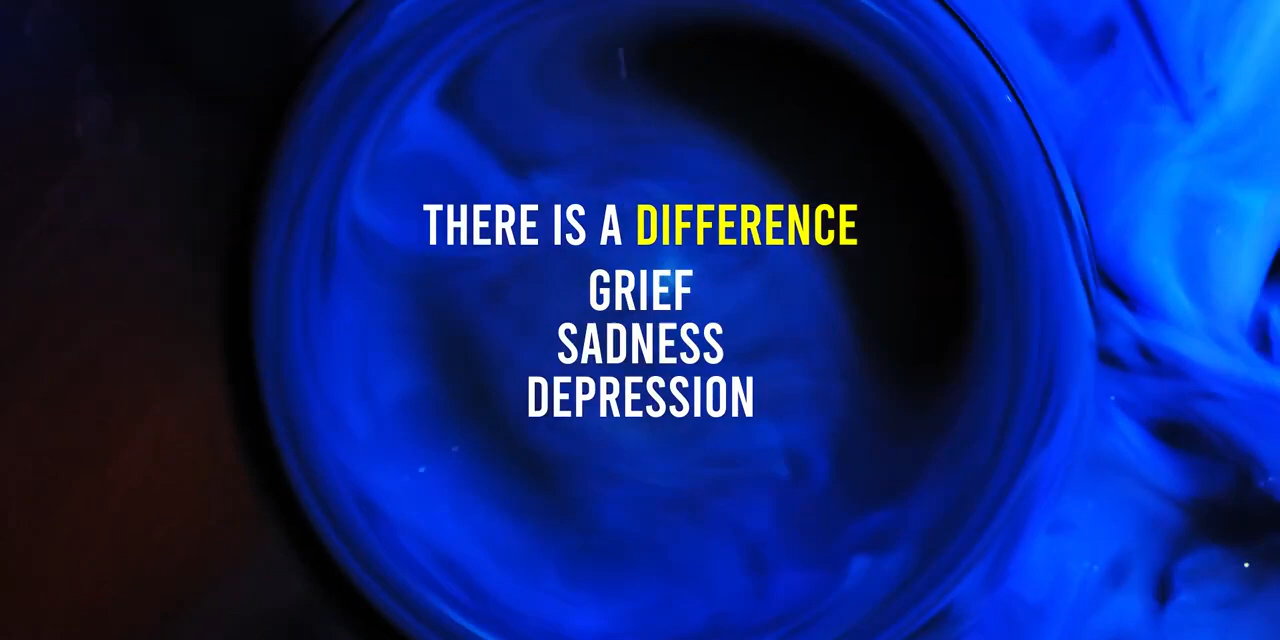 THERE IS A DIFFERENCE
GRIEF
SADNESS
DEPRESSION